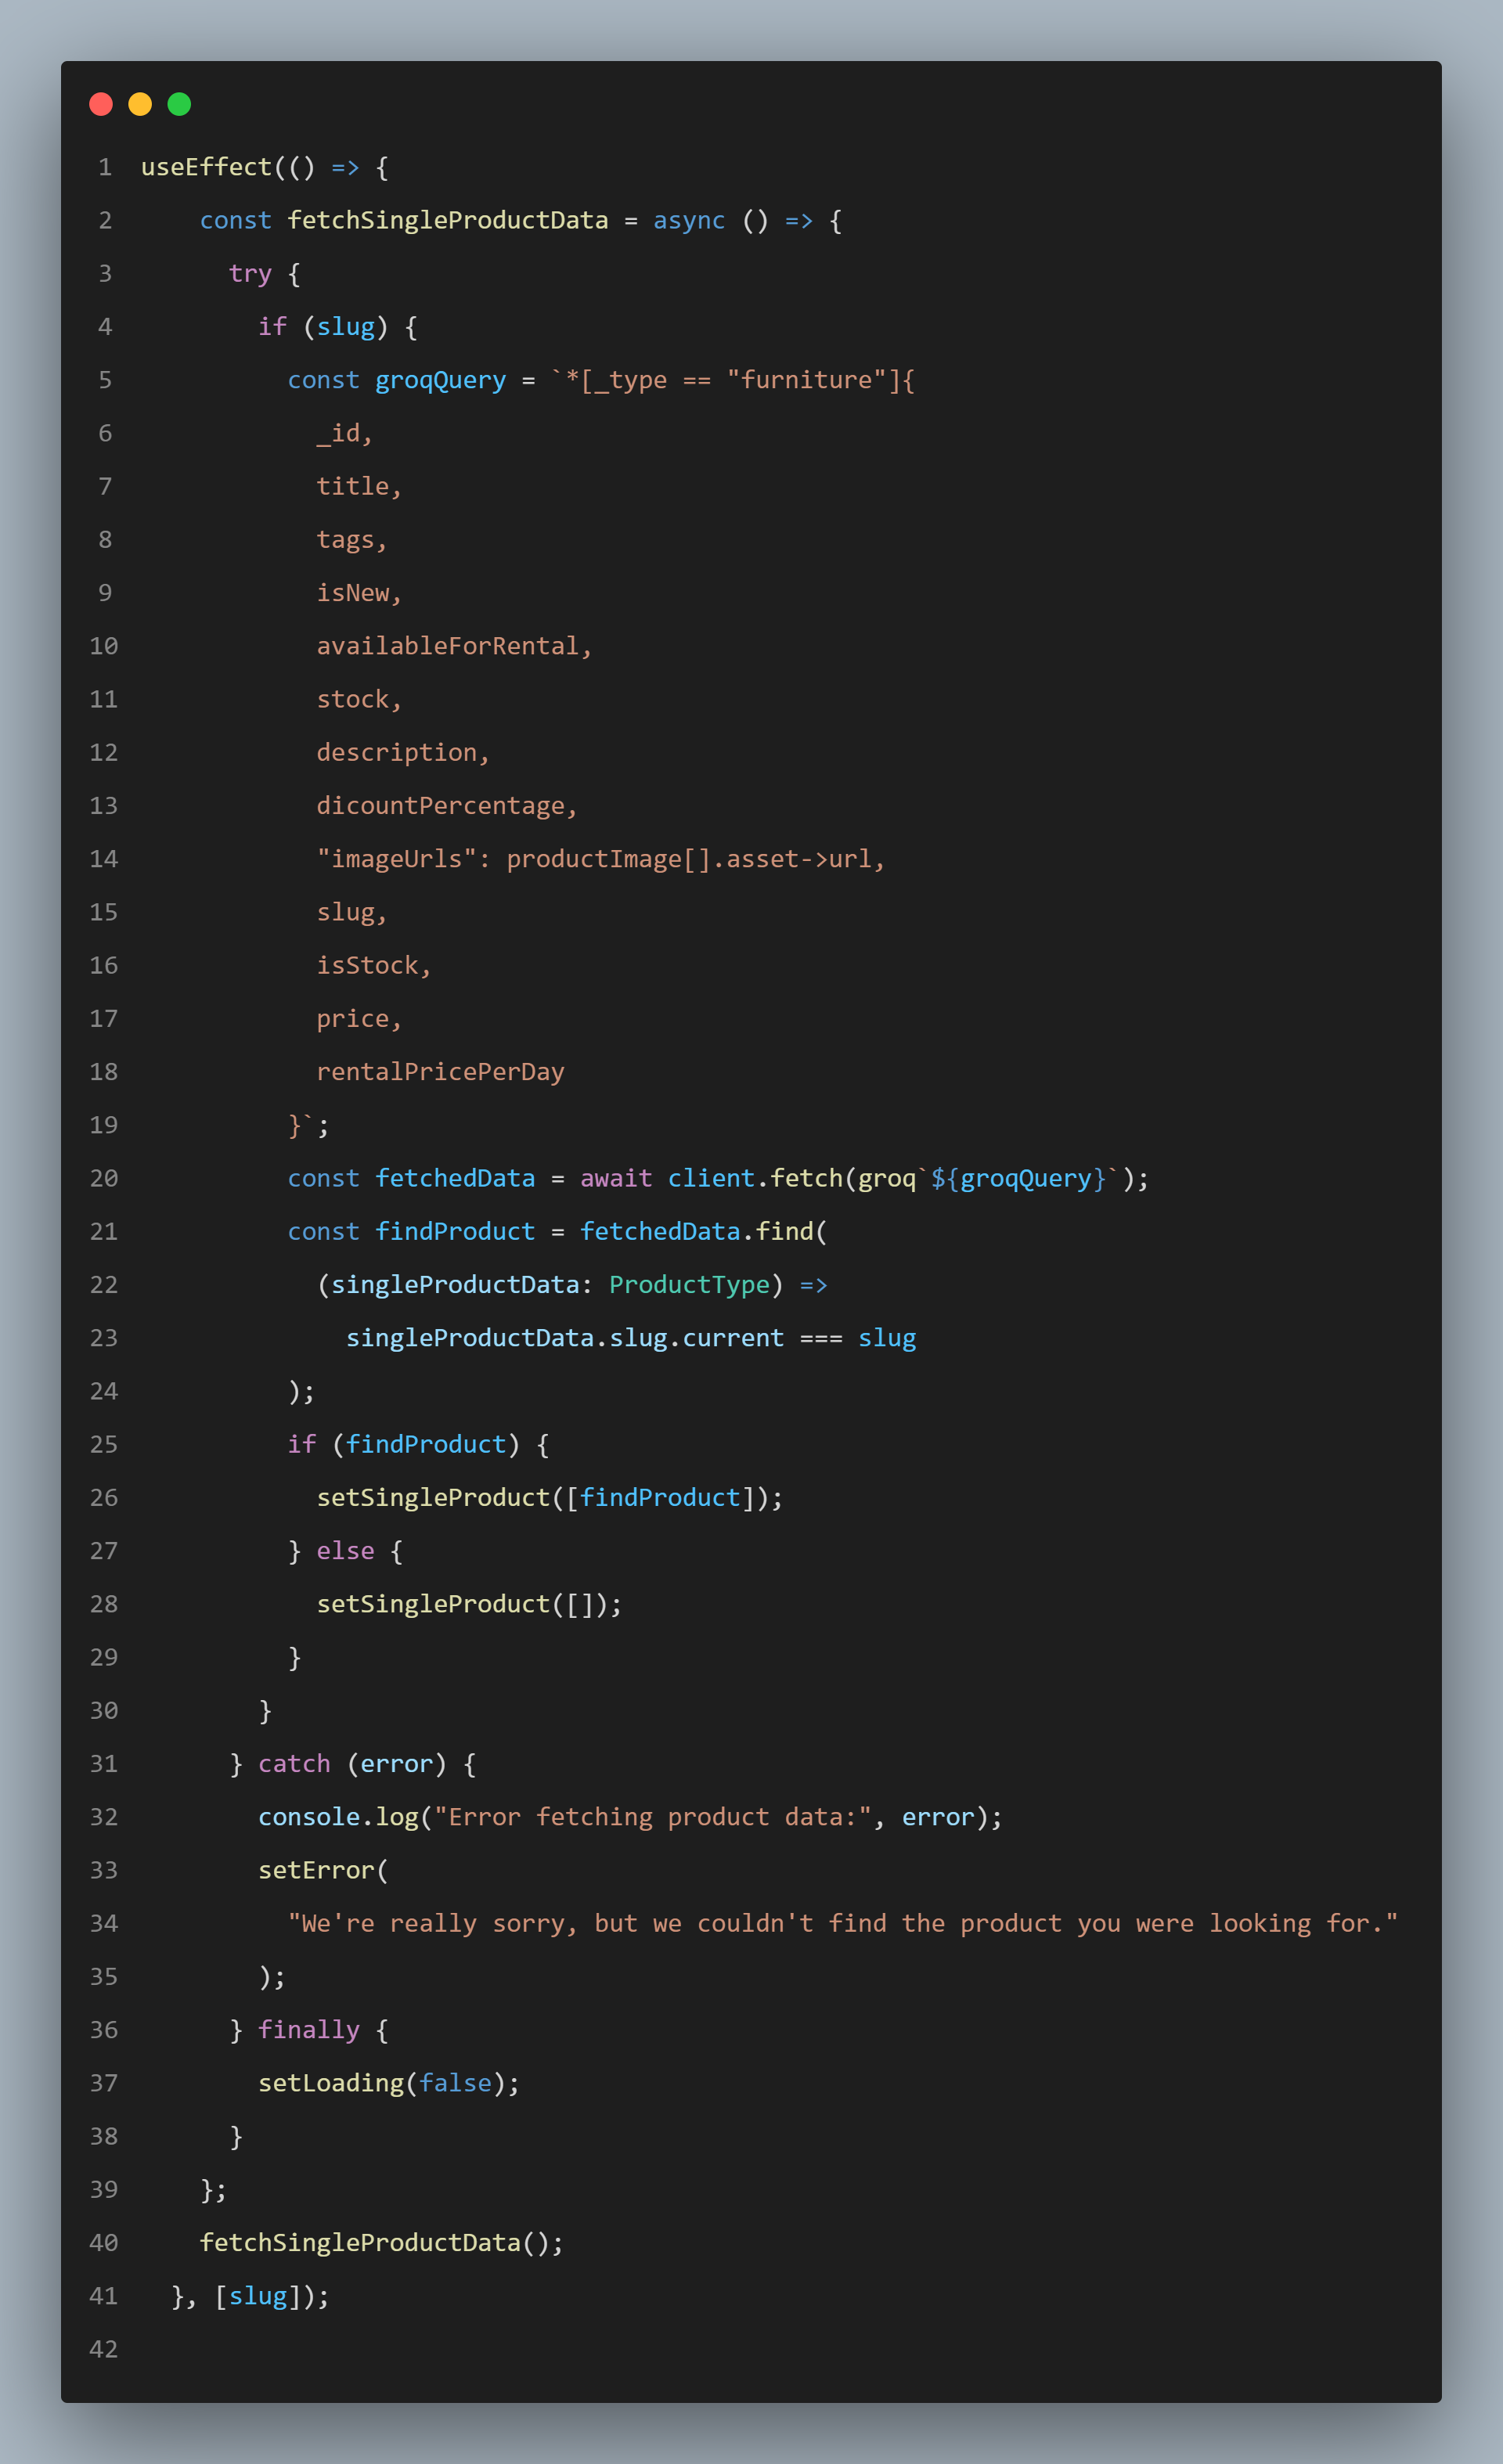 1 useEffect(() => {
2 const fetchSingleProductData = async () => {
3 try {
4 if (slug) {
5 const groqQuery = `*[_type == "furniture"]{
6 _id,
7 title,
8 tags,
9 isNew,
10 availableForRental,
11 stock,
12 description,
13 dicountPercentage,
14 "imageUrls": productImage[].asset->url,
15 slug,
16 isStock,
17 price,
18 rentalPricePerDay
19 }`;
20 const fetchedData = await client.fetch(groq`${groqQuery}`);
21 const findProduct = fetchedData.find(
22 (singleProductData: ProductType) =>
23 singleProductData.slug.current === slug
24 );
25 if (findProduct) {
26 setSingleProduct([findProduct]);
27 } else {
28 setSingleProduct([]);
29 }
30 }
31 } catch (error) {
32 console.log("Error fetching product data:", error);
33 setError(
34 "We're really sorry, but we couldn't find the product you were looking for."
35 );
36 } finally {
37 setLoading(false);
38 }
39 };
40 fetchSingleProductData();
41 }, [slug]);
42